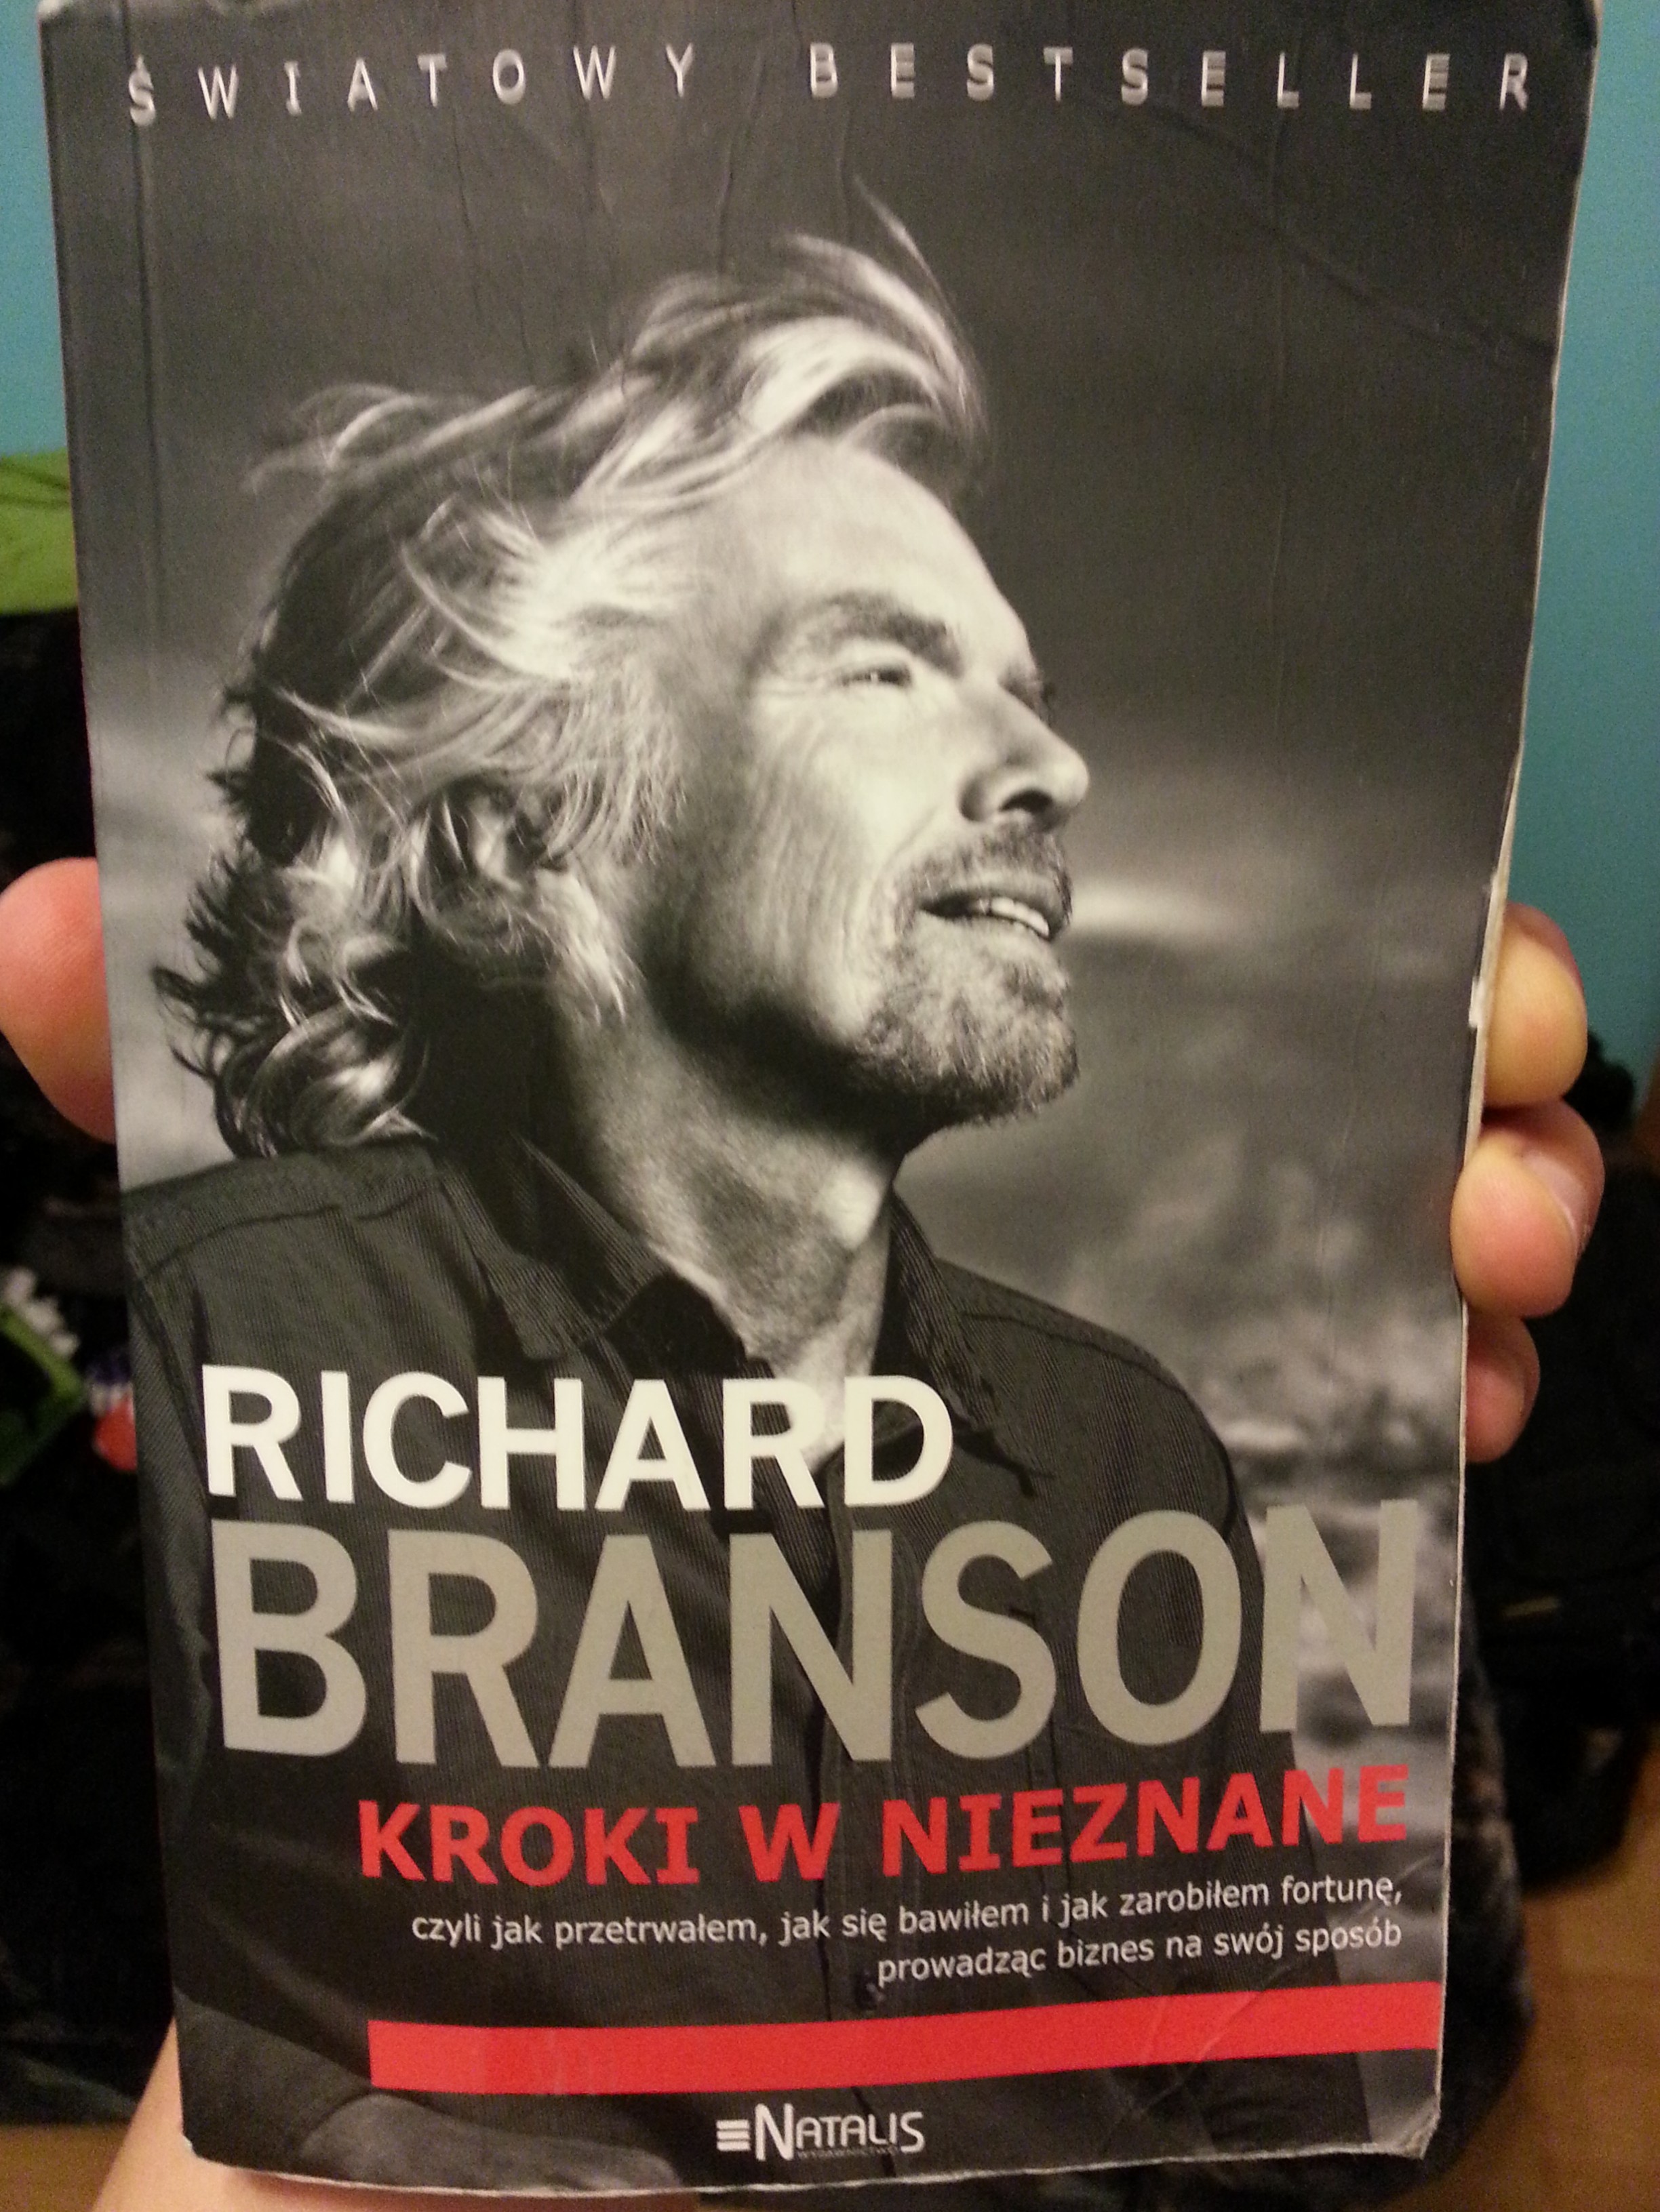 ŚWIATOWY BESTSELLER
RICHARD
BRANSON
KROKI W NIEZNANE
czyli jak przetrwałem, jak się bawiłem i jak zarobiłem fortunę,
prowadząc biznes na swój sposób
NATALIS
WYDAWNICTWO